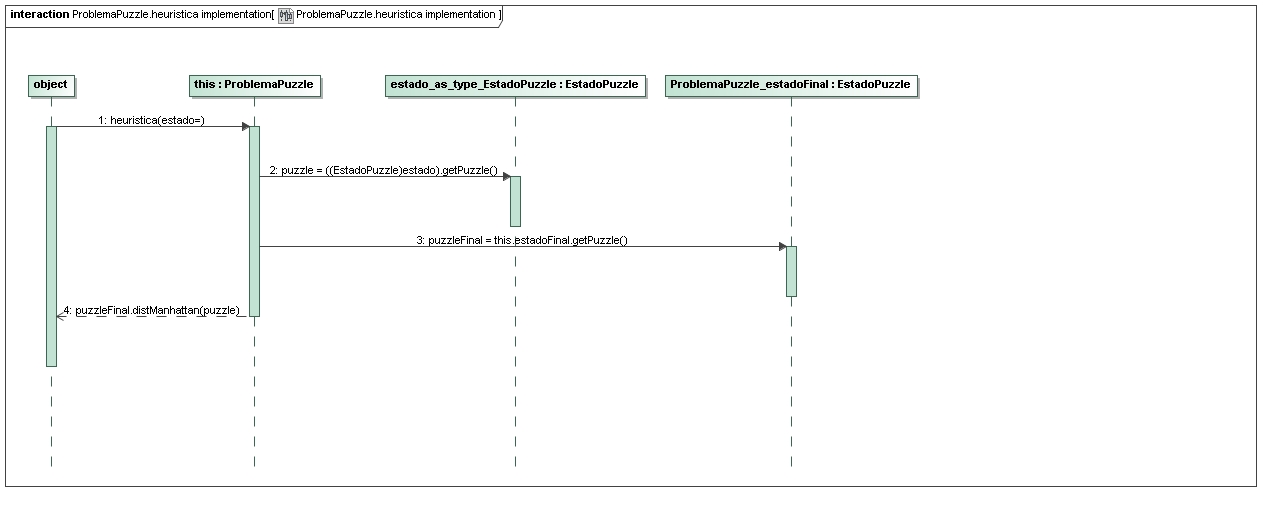 interaction ProblemaPuzzle.heuristica implementation[ ProblemaPuzzle.heuristica implementation ]
object
this : ProblemaPuzzle
estado_as_type_EstadoPuzzle : EstadoPuzzle
ProblemaPuzzle_estadoFinal : EstadoPuzzle
1: heuristica(estado=)
2: puzzle = ((EstadoPuzzle)estado).getPuzzle()
3: puzzleFinal = this.estadoFinal.getPuzzle()
4: puzzleFinal.distManhattan(puzzle)